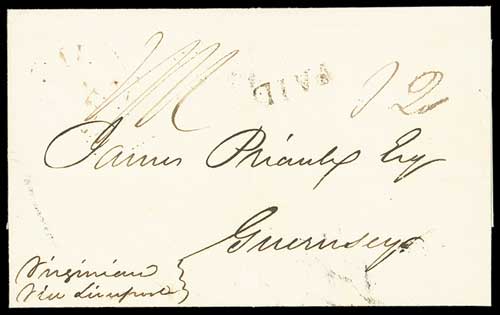 PAID
12
James Priaulx Esq
Guernsey
Virginian
Via Liverpool